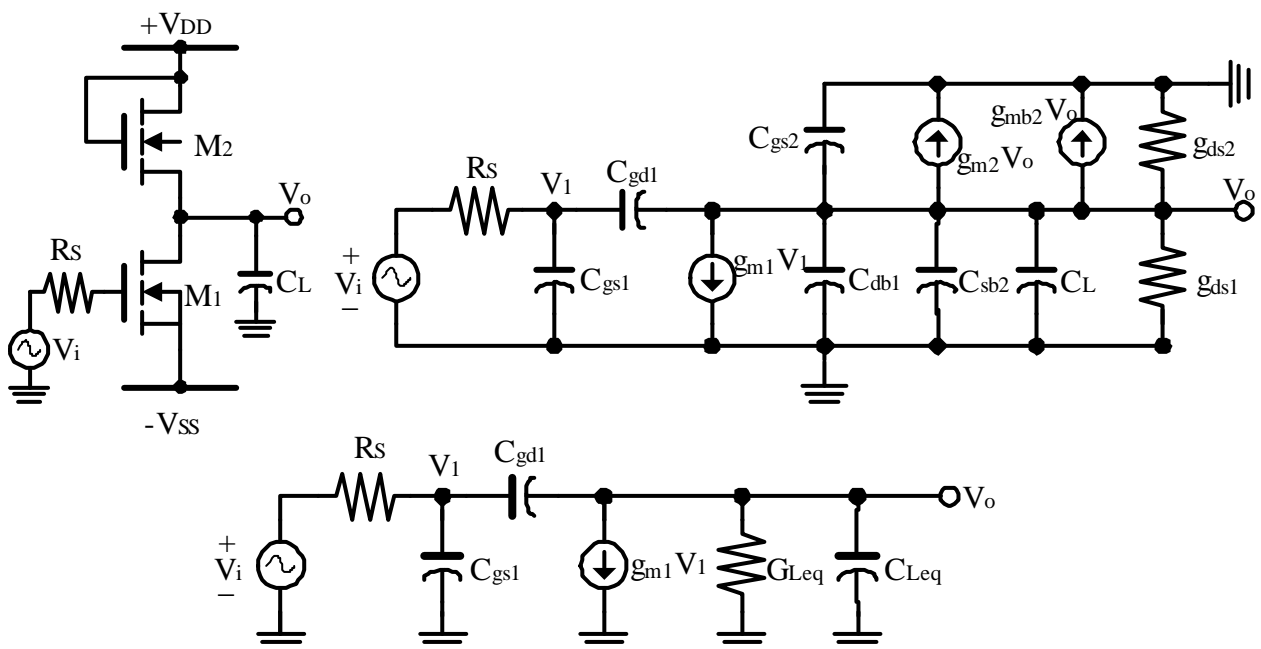 +VDD
M2
Vo
Rs
M1
CL
Vi
-VSS
Cgs2
gm2Vo
gmb2Vo
gds2
Rs
V1
Cgd1
Vo
+
Vi
−
Cgs1
gm1V1
Cdb1
Csb2
CL
gds1
Rs
V1
Cgd1
Vo
+
Vi
−
Cgs1
gm1V1
GLeq
CLeq